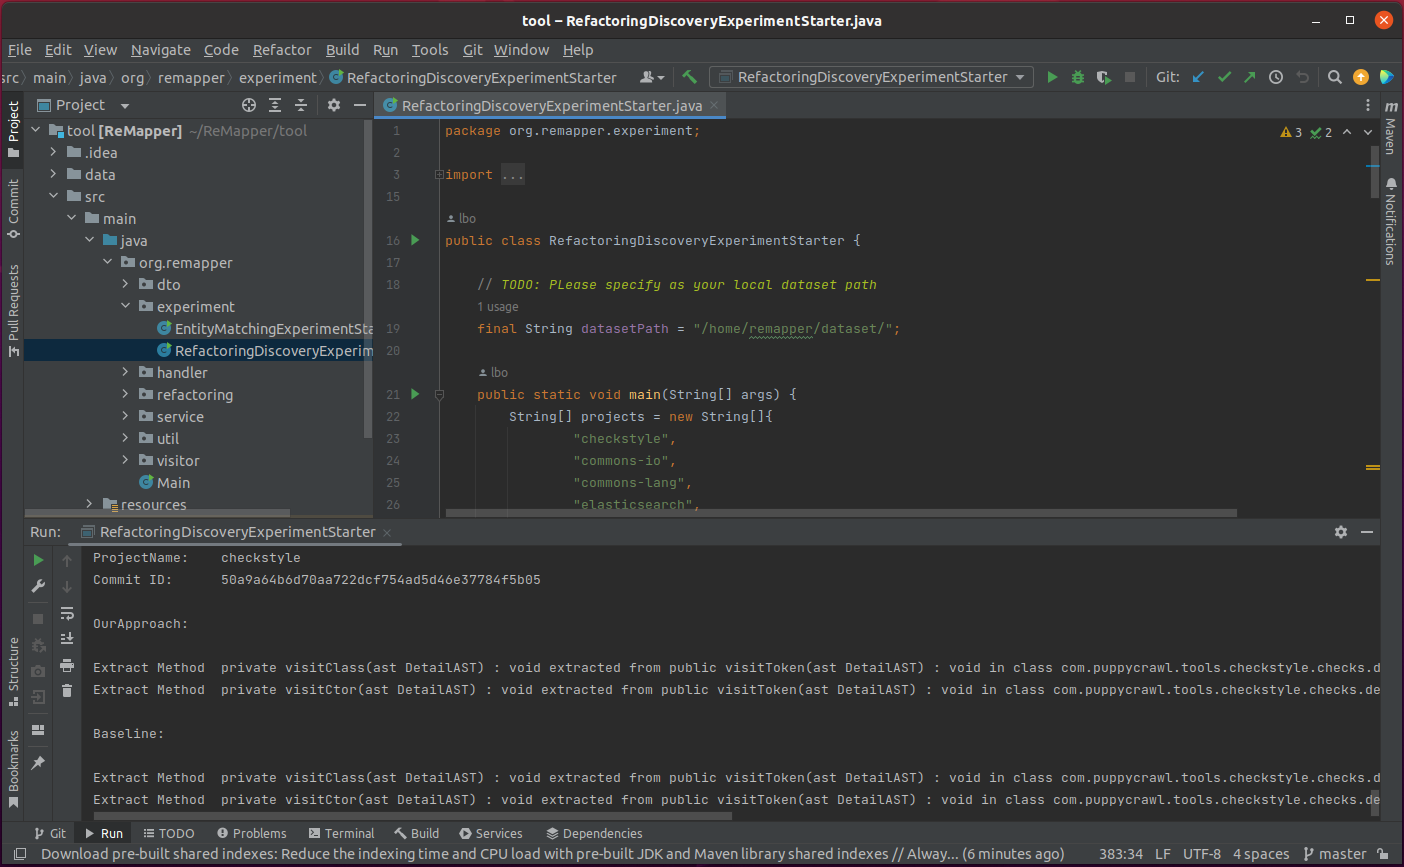 tool – RefactoringDiscoveryExperimentStarter.java
File Edit View Navigate Code Refactor Build Run Tools Git Window Help
src main java org remapper experiment RefactoringDiscoveryExperimentStarter RefactoringDiscoveryExperimentStarter Git:
Project
RefactoringDiscoveryExperimentStarter.java
Project
Commit
Pull Requests
Structure
Bookmarks
tool [ReMapper] ~/ReMapper/tool
.idea
data
src
main
java
org.remapper
dto
experiment
EntityMatchingExperimentSta
RefactoringDiscoveryExperim
handler
refactoring
service
util
visitor
Main
resources
3 2
1 package org.remapper.experiment;
2
3 import ...
15
lbo
16 public class RefactoringDiscoveryExperimentStarter {
17
18 // TODO: PLease specify as your local dataset path
1 usage
19 final String datasetPath = "/home/remapper/dataset/";
20
lbo
21 public static void main(String[] args) {
22 String[] projects = new String[]{
23 "checkstyle",
24 "commons-io",
25 "commons-lang",
26 "elasticsearch",
m Maven
Notifications
Run: RefactoringDiscoveryExperimentStarter
ProjectName: checkstyle
Commit ID: 50a9a64b6d70aa722dcf754ad5d46e37784f5b05
OurApproach:
Extract Method private visitClass(ast DetailAST) : void extracted from public visitToken(ast DetailAST) : void in class com.puppycrawl.tools.checkstyle.checks.d
Extract Method private visitCtor(ast DetailAST) : void extracted from public visitToken(ast DetailAST) : void in class com.puppycrawl.tools.checkstyle.checks.de
Baseline:
Extract Method private visitClass(ast DetailAST) : void extracted from public visitToken(ast DetailAST) : void in class com.puppycrawl.tools.checkstyle.checks.d
Extract Method private visitCtor(ast DetailAST) : void extracted from public visitToken(ast DetailAST) : void in class com.puppycrawl.tools.checkstyle.checks.de
Git Run TODO Problems Terminal Build Services Dependencies
Download pre-built shared indexes: Reduce the indexing time and CPU load with pre-built JDK and Maven library shared indexes // Alway... (6 minutes ago) 383:34 LF UTF-8 4 spaces master